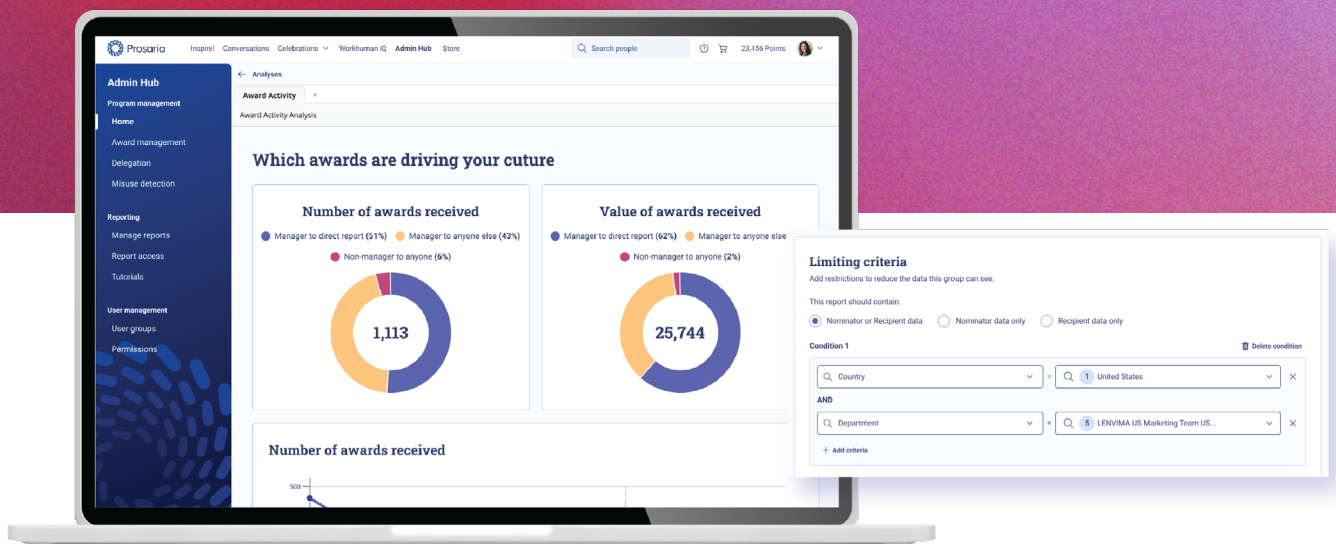 Prosaria Inspire! Conversations Celebrations Workhuman iQ Admin Hub Store Search people 23,456 Points
Admin Hub
Program management
Home
Award management
Delegation
Misuse detection
Reporting
Manage reports
Report access
Tutorials
User management
User groups
Permissions
← Analyses
Award Activity +
Award Activity Analysis
Which awards are driving your cuture
Number of awards received
Manager to direct report (51%) Manager to anyone else (43%)
Non-manager to anyone (6%)
1,113
Value of awards received
Manager to direct report (62%) Manager to anyone else
Non-manager to anyone (2%)
25,744
Number of awards received
500
Limiting criteria
Add restrictions to reduce the data this group can see.
This report should contain:
Nominator or Recipient data Nominator data only Recipient data only
Condition 1 Delete condition
Country = 1 United States
AND
Department = 5 LENVIMA US Marketing Team US...
+ Add criteria